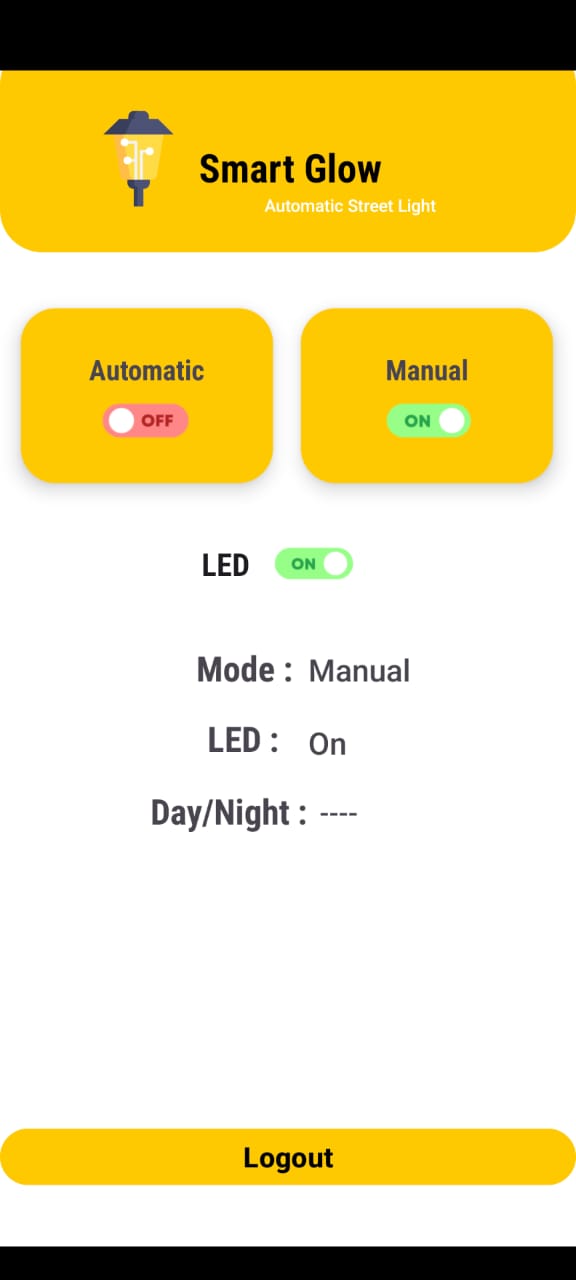 Smart Glow
Automatic Street Light
Automatic
Manual
OFF
ON
LED ON
Mode : Manual
LED : On
Day/Night : ----
Logout